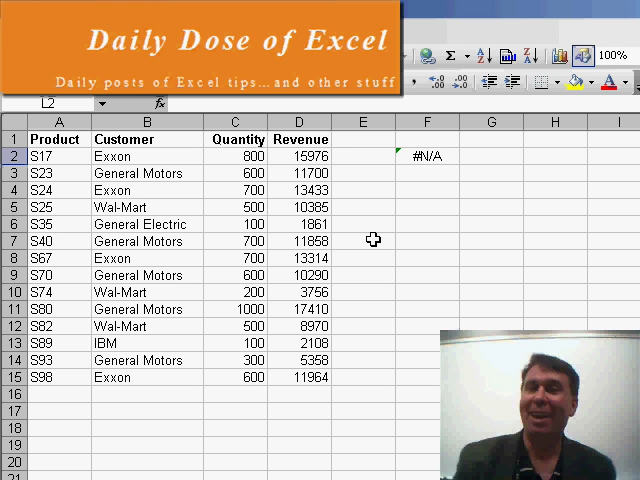 Daily Dose of Excel
Daily posts of Excel tips...and other stuff
100%
L2 fx
A B C D E F G H I
1 Product Customer Quantity Revenue
2 S17 Exxon 800 15976 #N/A
3 S23 General Motors 600 11700
4 S24 Exxon 700 13433
5 S25 Wal-Mart 500 10385
6 S35 General Electric 100 1861
7 S40 General Motors 700 11858
8 S67 Exxon 700 13314
9 S70 General Motors 600 10290
10 S74 Wal-Mart 200 3756
11 S80 General Motors 1000 17410
12 S82 Wal-Mart 500 8970
13 S89 IBM 100 2108
14 S93 General Motors 300 5358
15 S98 Exxon 600 11964
16
17
18
19
20
21